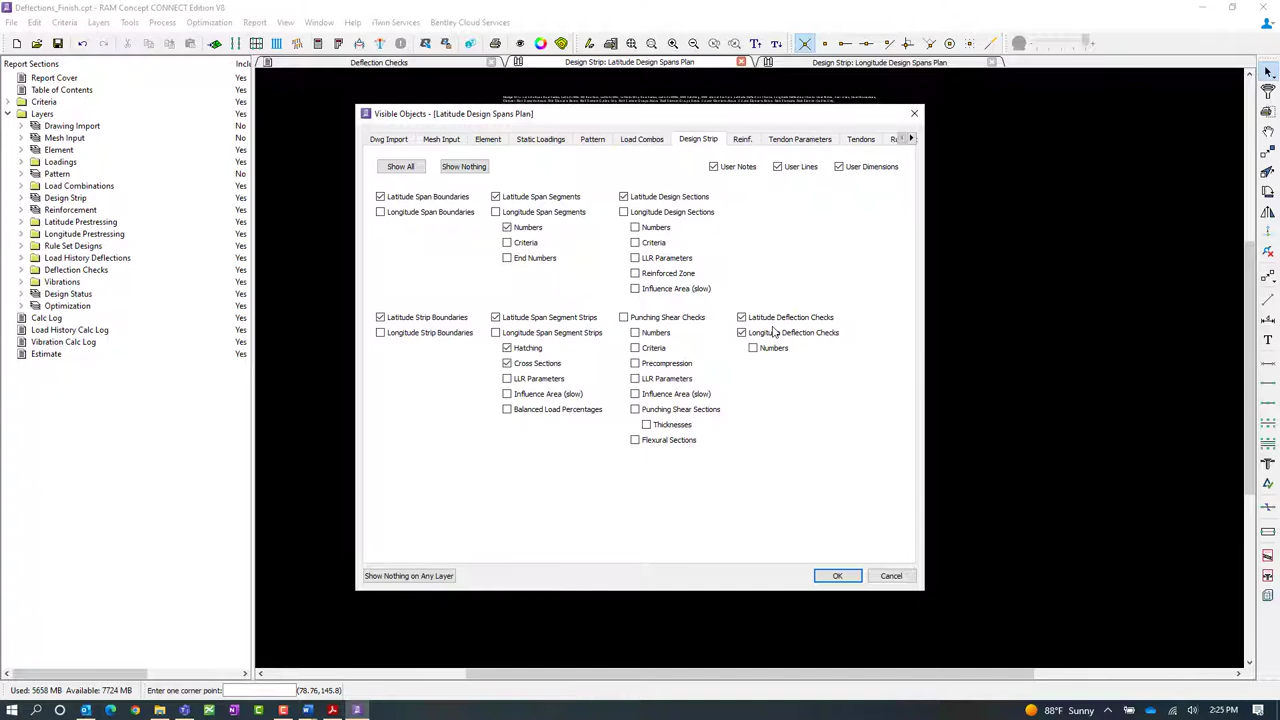 Deflections_Finish.cpt - RAM Concept CONNECT Edition V8
File Edit Criteria Layers Tools Process Optimization Report View Window Help iTwin Services Bentley Cloud Services
Report Sections Inclu
Deflection Checks Design Strip: Latitude Design Spans Plan Design Strip: Longitude Design Spans Plan
Report Cover Yes
Table of Contents Yes
Criteria Yes
Layers Yes
Drawing Import No
Mesh Input No
Element Yes
Loadings Yes
Pattern No
Load Combinations Yes
Design Strip Yes
Reinforcement Yes
Latitude Prestressing Yes
Longitude Prestressing Yes
Rule Set Designs Yes
Load History Deflections Yes
Deflection Checks Yes
Vibrations Yes
Design Status Yes
Optimization Yes
Calc Log Yes
Load History Calc Log Yes
Vibration Calc Log Yes
Estimate Yes
Visible Objects - [Latitude Design Spans Plan]
Dwg Import Mesh Input Element Static Loadings Pattern Load Combos Design Strip Reinf. Tendon Parameters Tendons
Show All Show Nothing User Notes User Lines User Dimensions
Latitude Span Boundaries Latitude Span Segments Latitude Design Sections
Longitude Span Boundaries Longitude Span Segments Longitude Design Sections
Numbers Numbers
Criteria Criteria
End Numbers LLR Parameters
Reinforced Zone
Influence Area (slow)
Latitude Strip Boundaries Latitude Span Segment Strips Punching Shear Checks Latitude Deflection Checks
Longitude Strip Boundaries Longitude Span Segment Strips Numbers Longitude Deflection Checks
Hatching Criteria Numbers
Cross Sections Precompression
LLR Parameters LLR Parameters
Influence Area (slow) Influence Area (slow)
Balanced Load Percentages Punching Shear Sections
Thicknesses
Flexural Sections
Show Nothing on Any Layer OK Cancel
Used: 5658 MB Available: 7724 MB Enter one corner point: (78.76,145.8)
88°F Sunny 2:25 PM